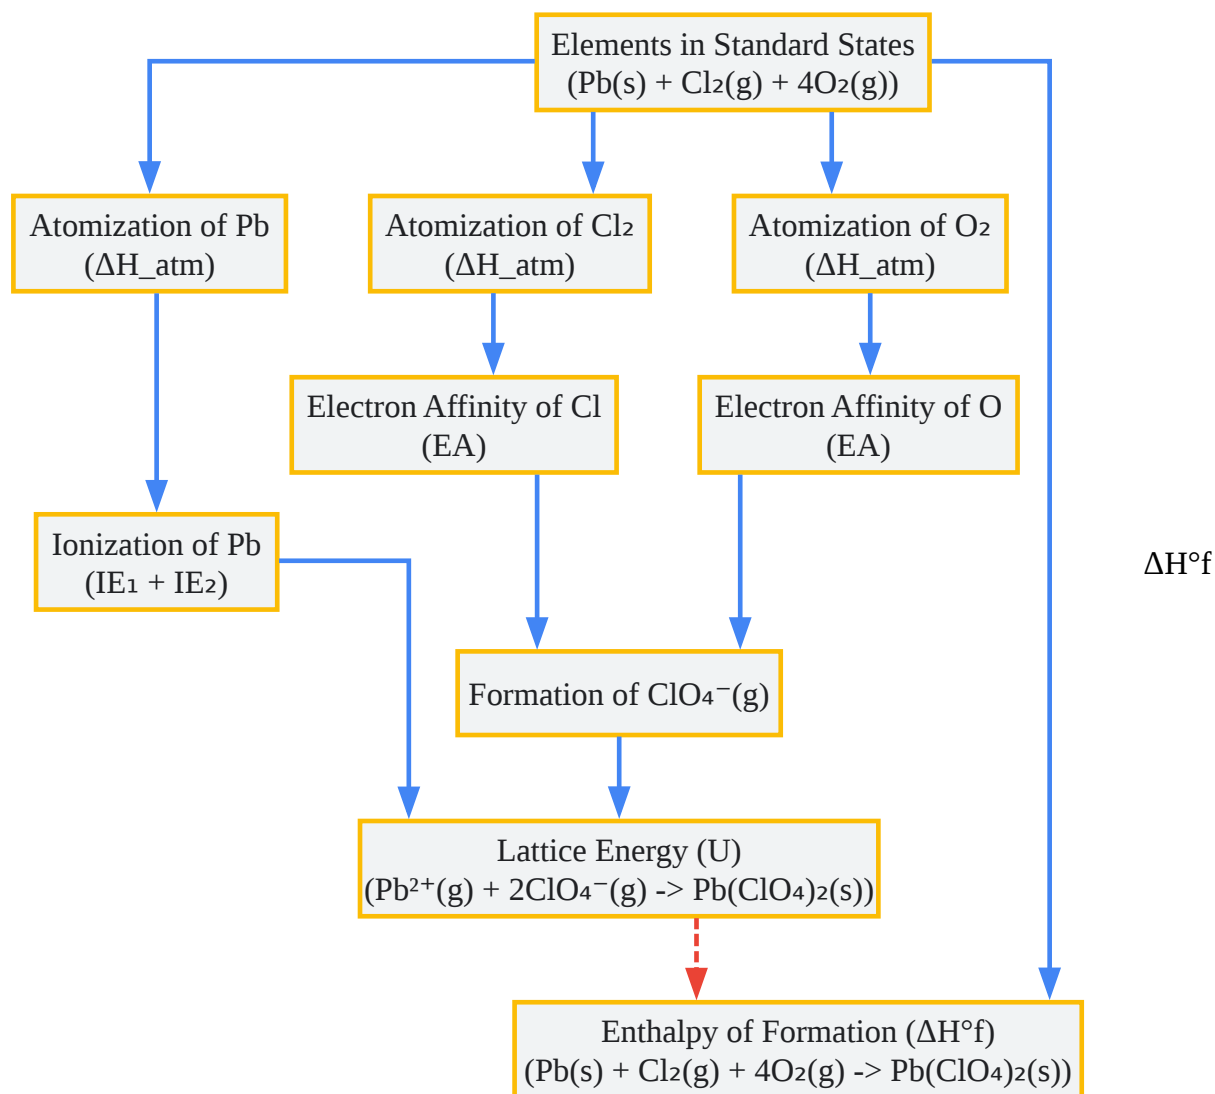 Elements in Standard States
(Pb(s) + Cl₂(g) + 4O₂(g))
Atomization of Pb
(ΔH_atm)
Atomization of Cl₂
(ΔH_atm)
Atomization of O₂
(ΔH_atm)
Electron Affinity of Cl
(EA)
Electron Affinity of O
(EA)
Ionization of Pb
(IE₁ + IE₂)
ΔH°f
Formation of ClO₄⁻(g)
Lattice Energy (U)
(Pb²⁺(g) + 2ClO₄⁻(g) -> Pb(ClO₄)₂(s))
Enthalpy of Formation (ΔH°f)
(Pb(s) + Cl₂(g) + 4O₂(g) -> Pb(ClO₄)₂(s))